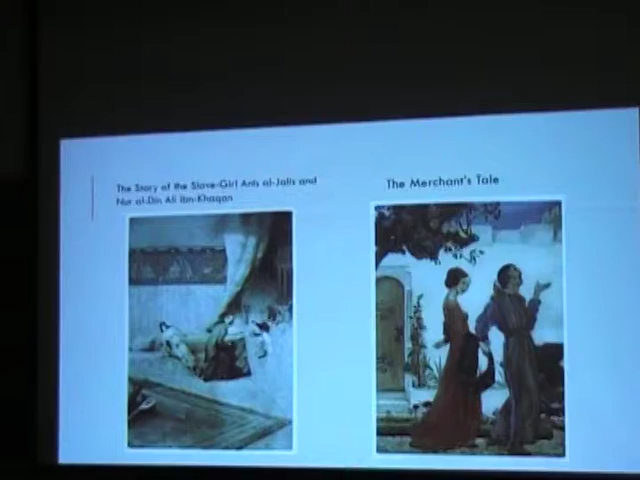 The Story of the Slave-Girl Anis al-Jalis and
Nur al-Din Ali ibn-Khaqan
The Merchant's Tale